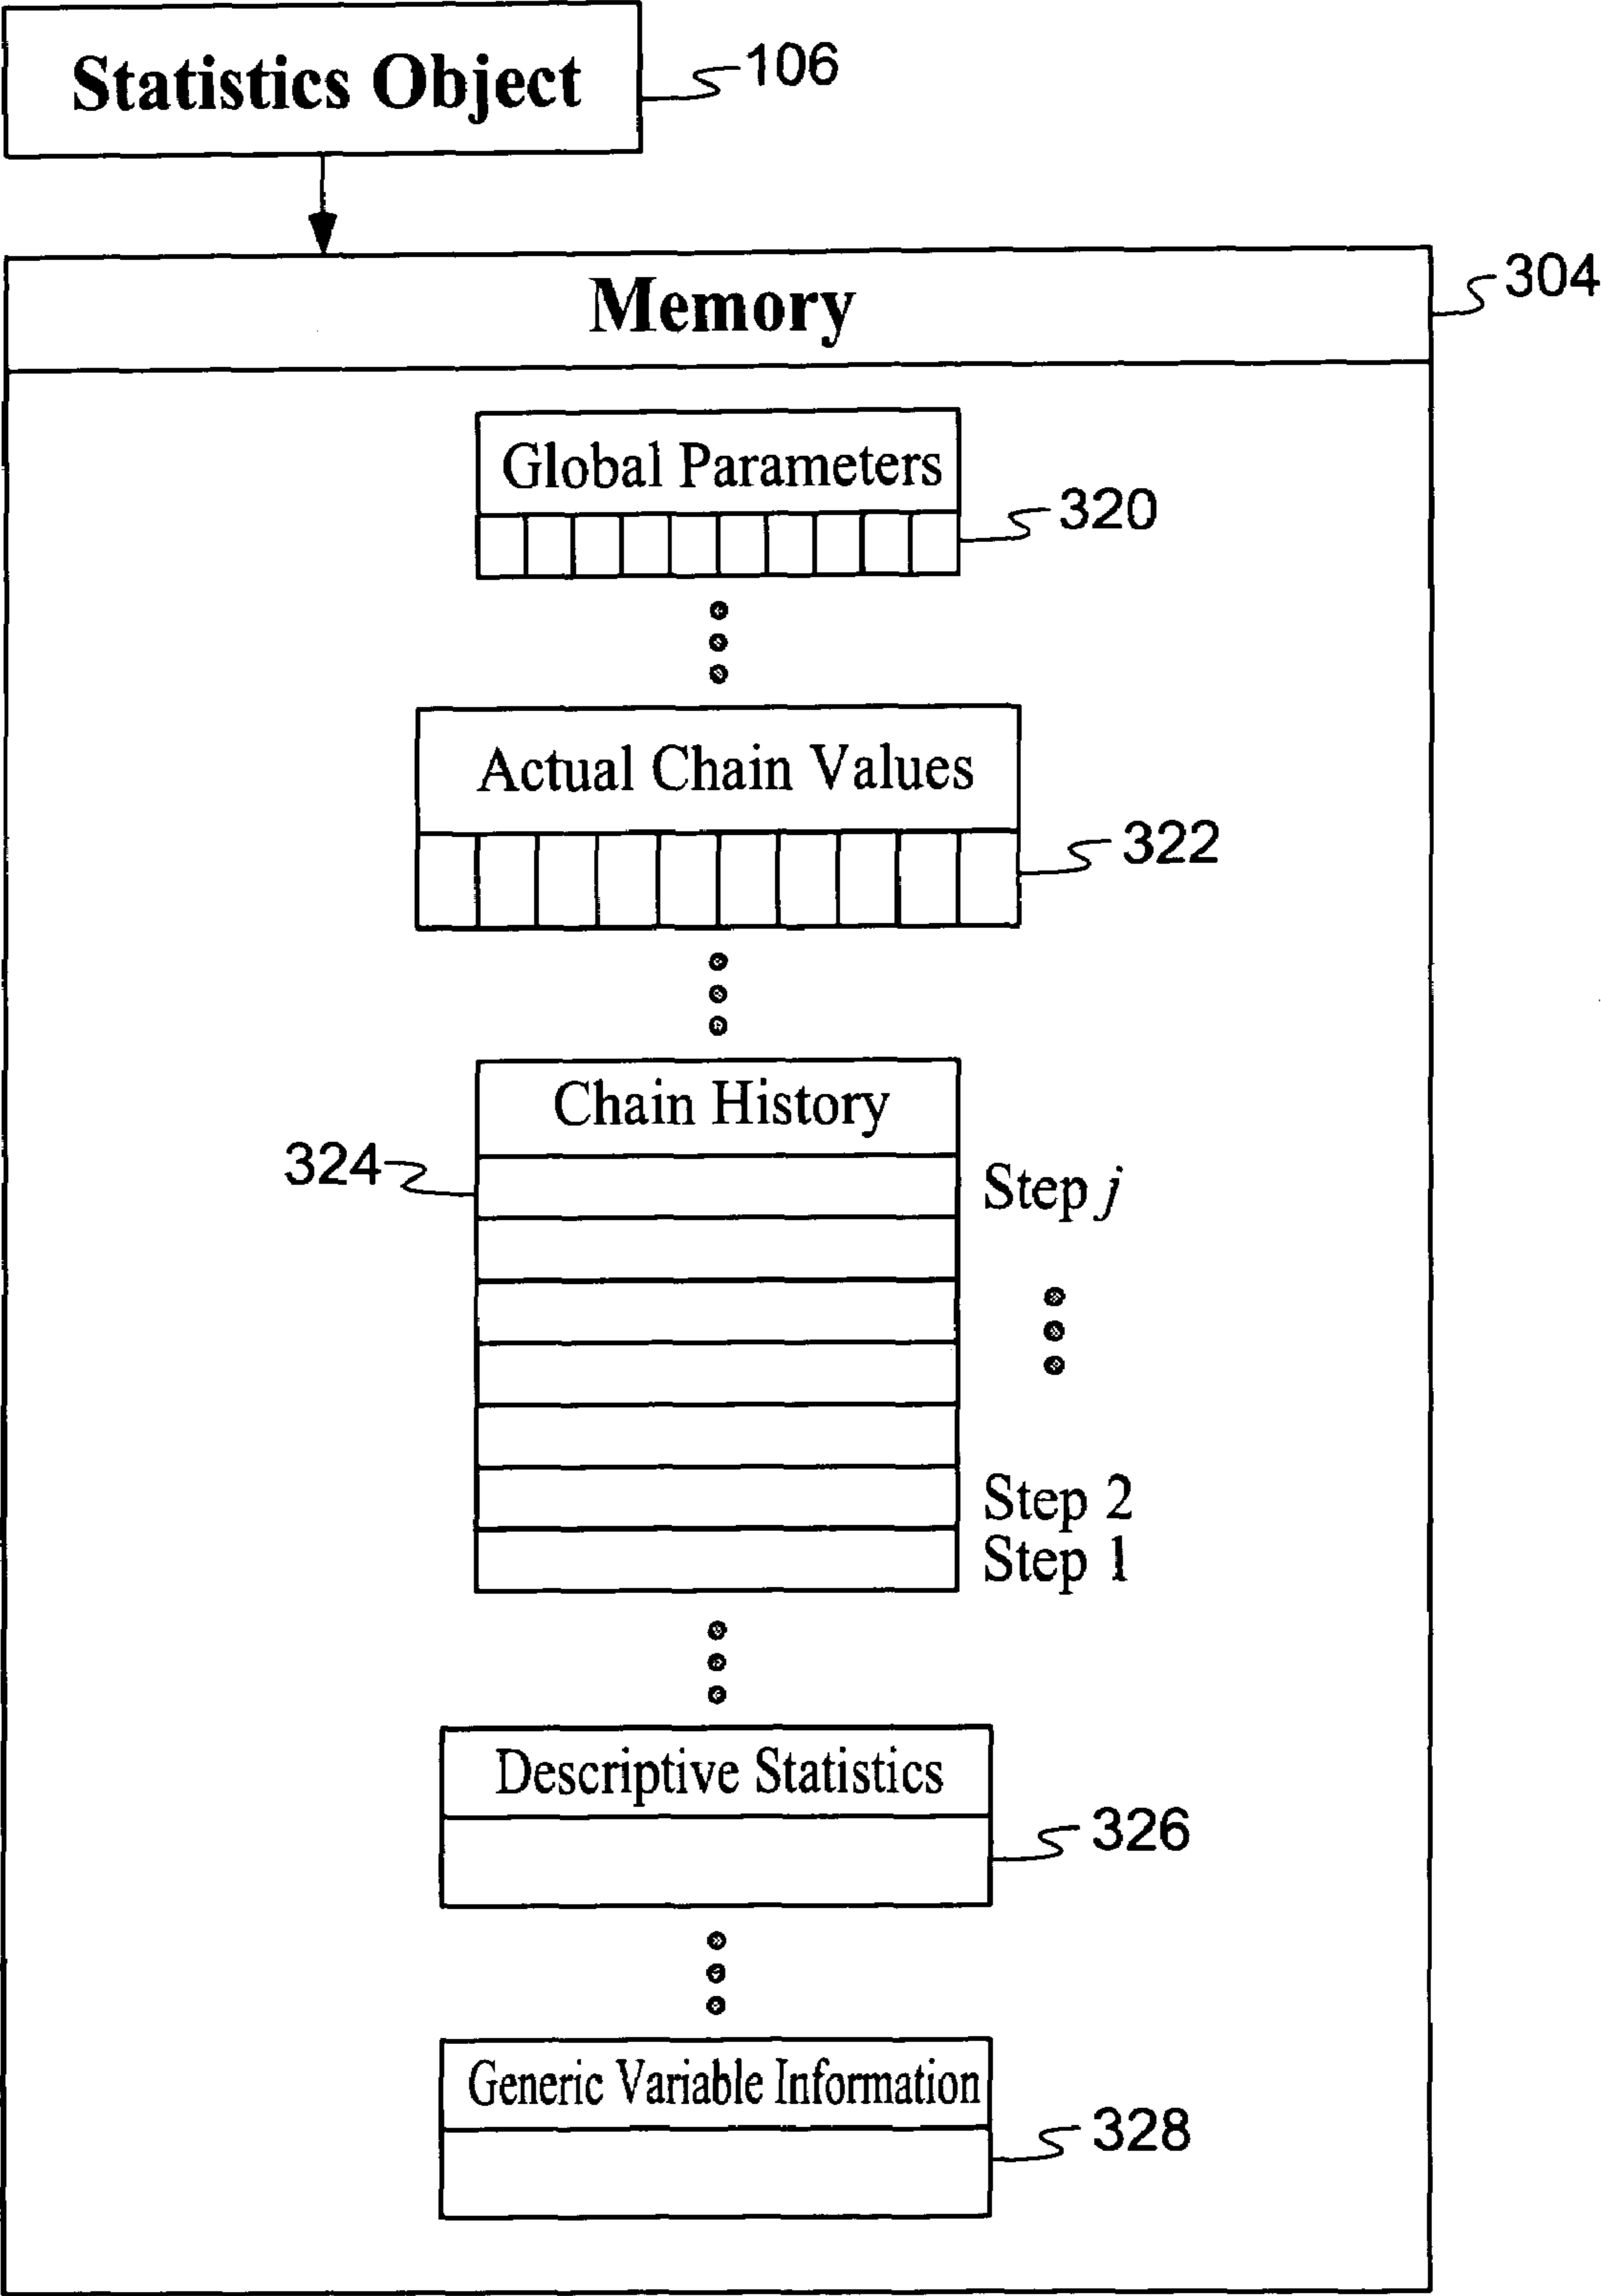 Statistics Object
106
Memory
304
Global Parameters
320
Actual Chain Values
322
Chain History
324
Step j
Step 2
Step 1
Descriptive Statistics
326
Generic Variable Information
328